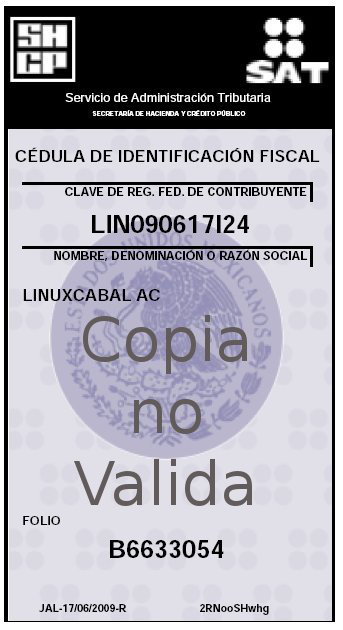 SHCP
SAT
Servicio de Administración Tributaria
SECRETARÍA DE HACIENDA Y CRÉDITO PÚBLICO
CÉDULA DE IDENTIFICACIÓN FISCAL
CLAVE DE REG. FED. DE CONTRIBUYENTE
LIN090617I24
NOMBRE, DENOMINACIÓN O RAZÓN SOCIAL
ESTADOS UNIDOS MEXICANOS
LINUXCABAL AC
Copia
no
Valida
FOLIO
B6633054
JAL-17/06/2009-R 2RNooSHwhg